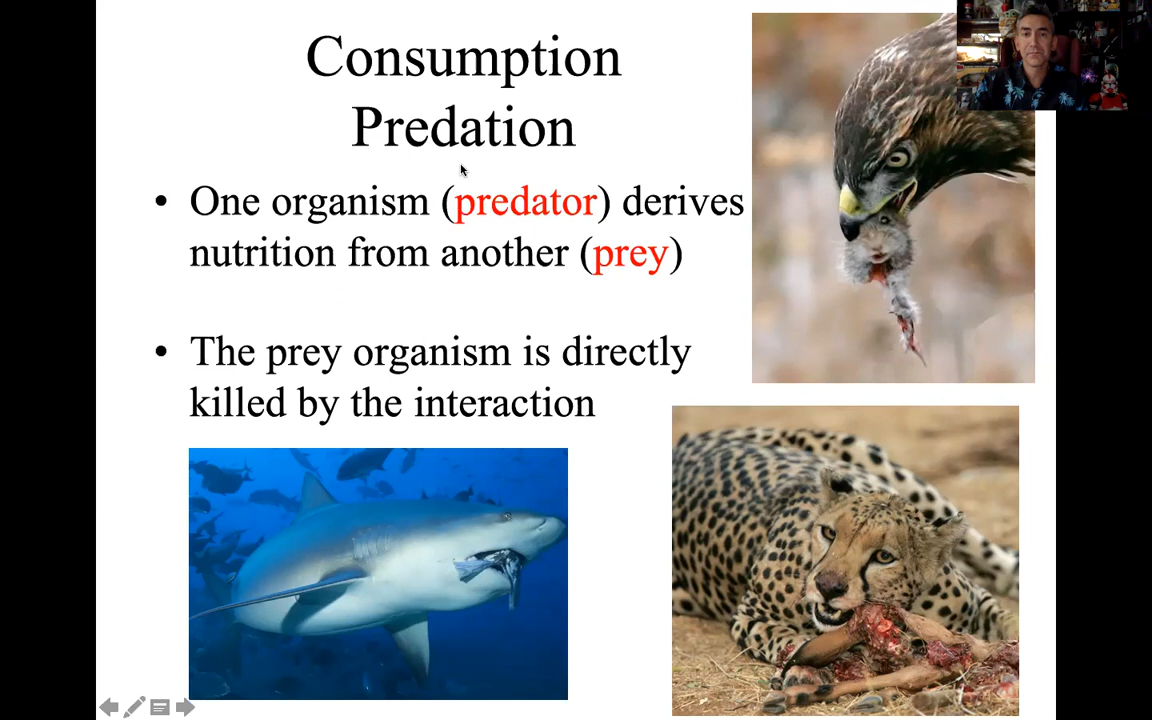 Consumption
Predation
• One organism (predator) derives
nutrition from another (prey)
• The prey organism is directly
killed by the interaction